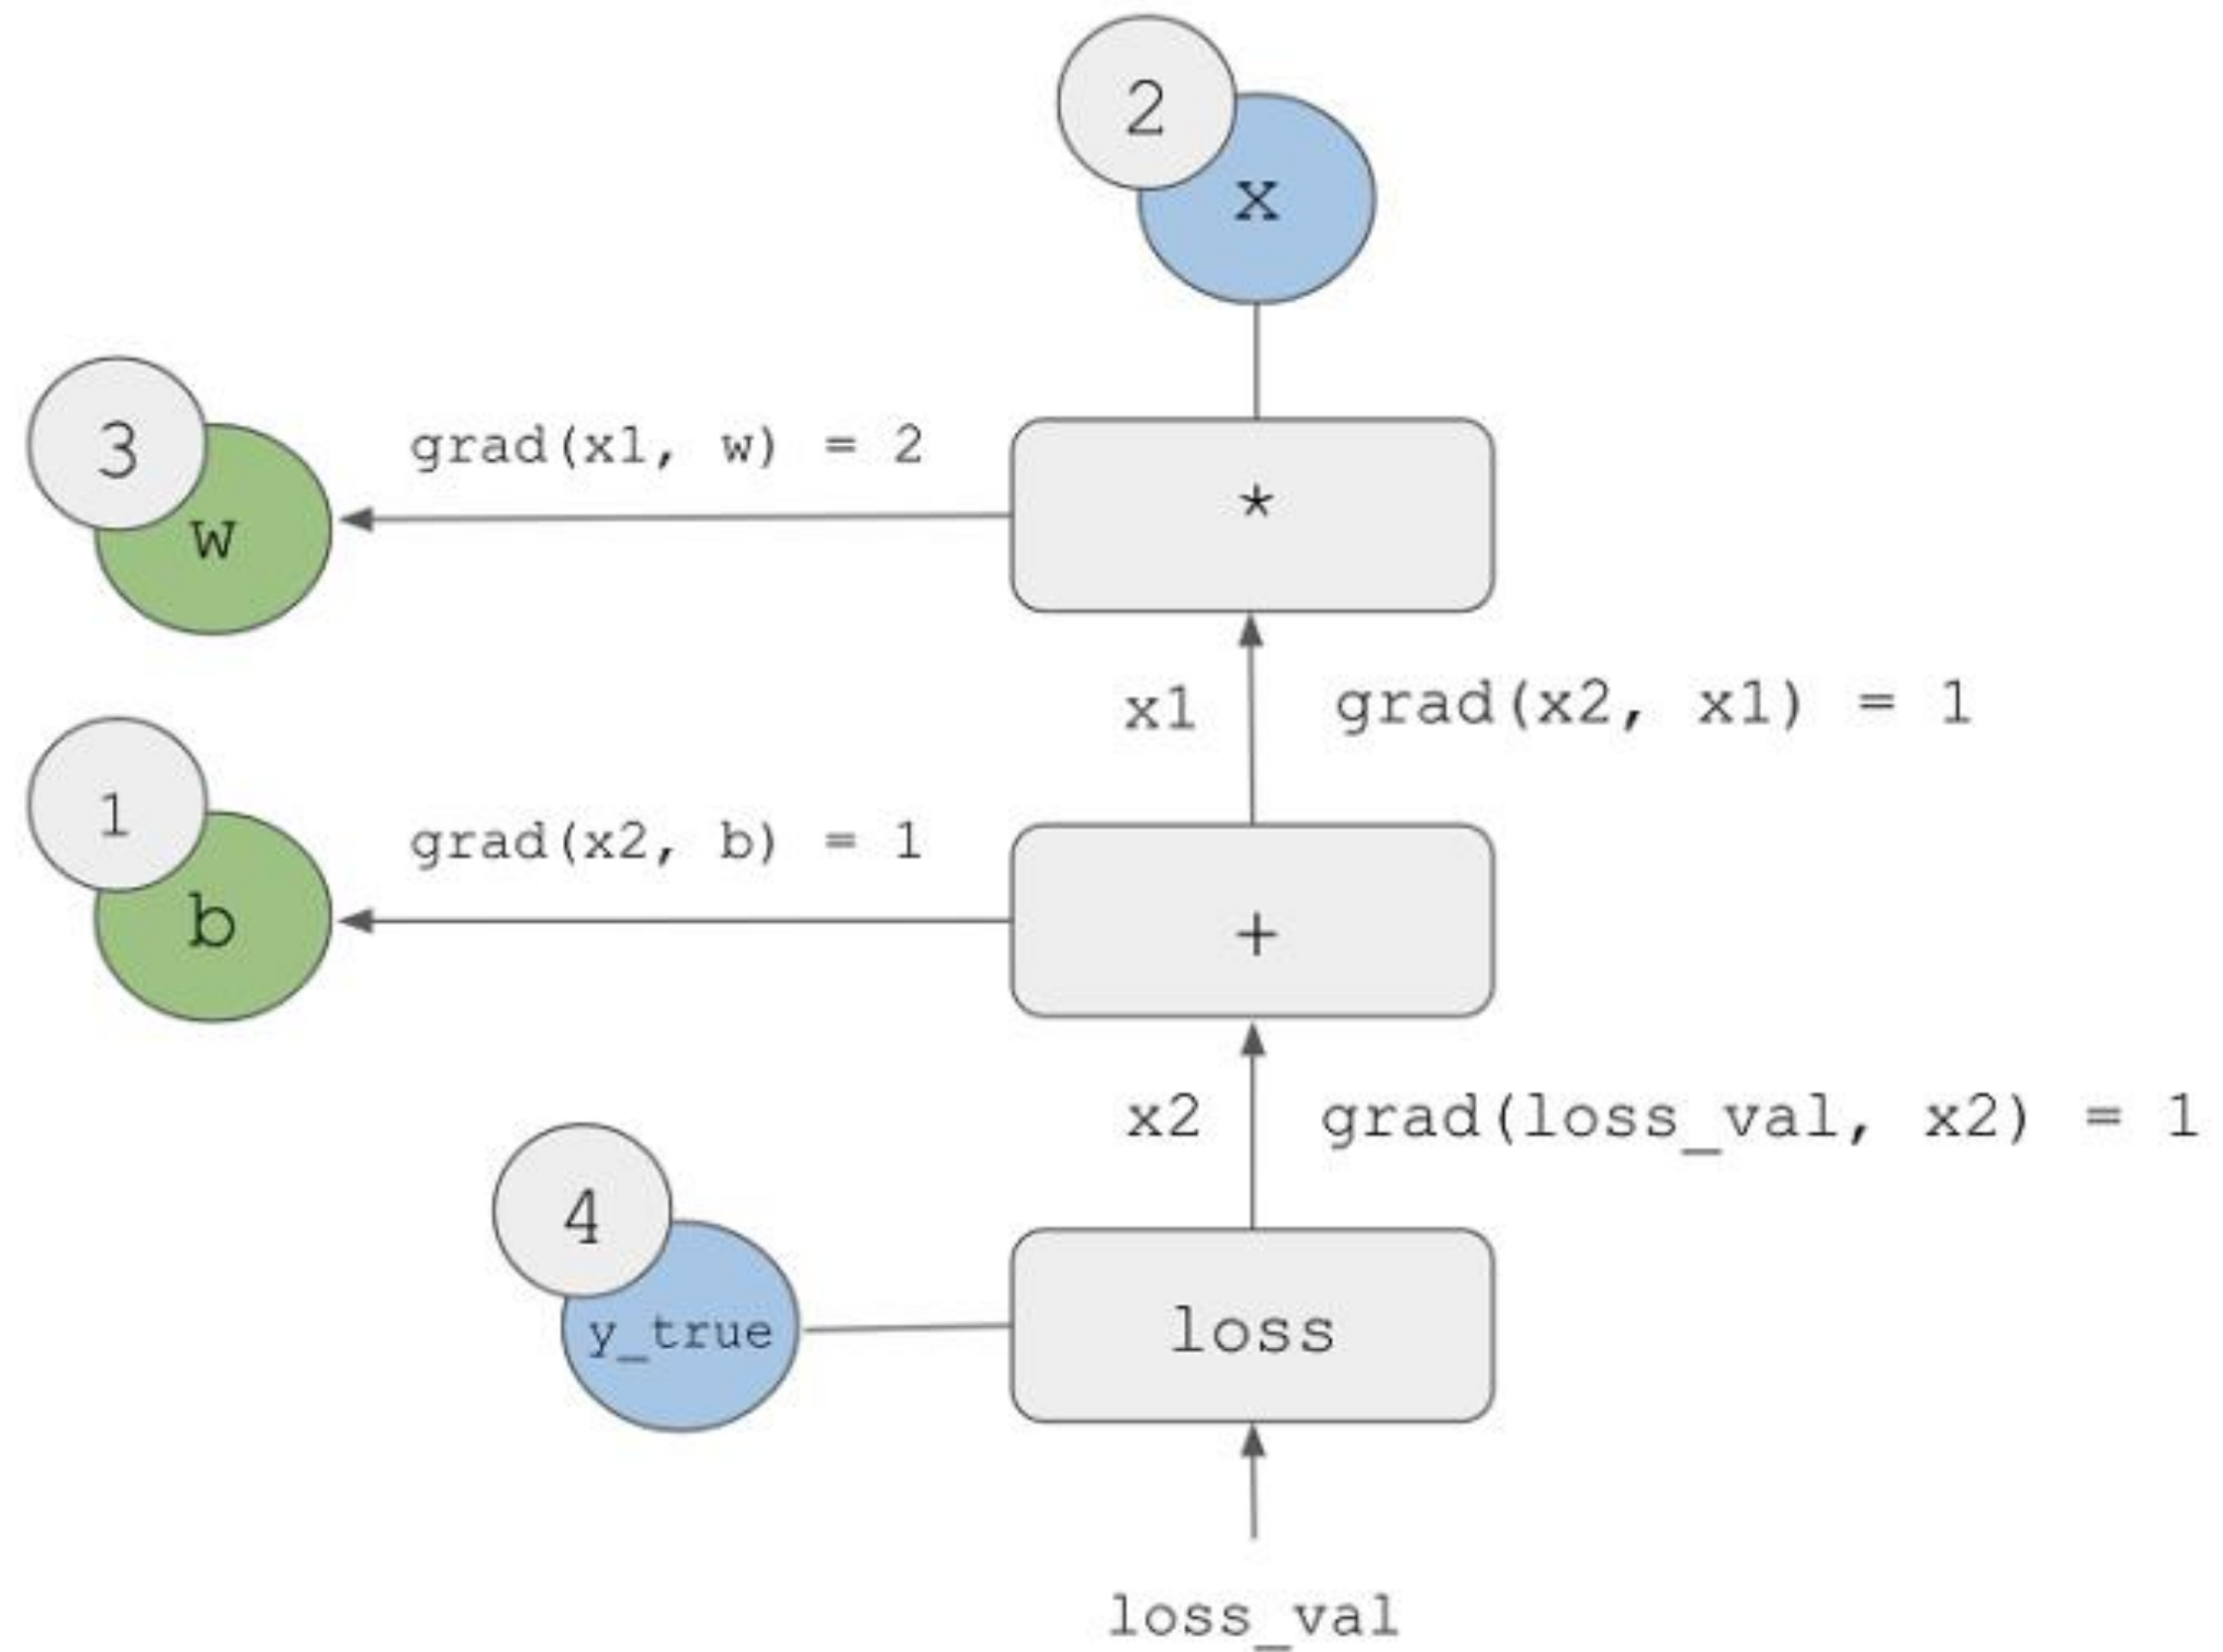 2
x
3
grad(x1, w) = 2
w
*
x1
grad(x2, x1) = 1
1
grad(x2, b) = 1
b
+
x2
grad(loss_val, x2) = 1
4
y_true
loss
loss_val